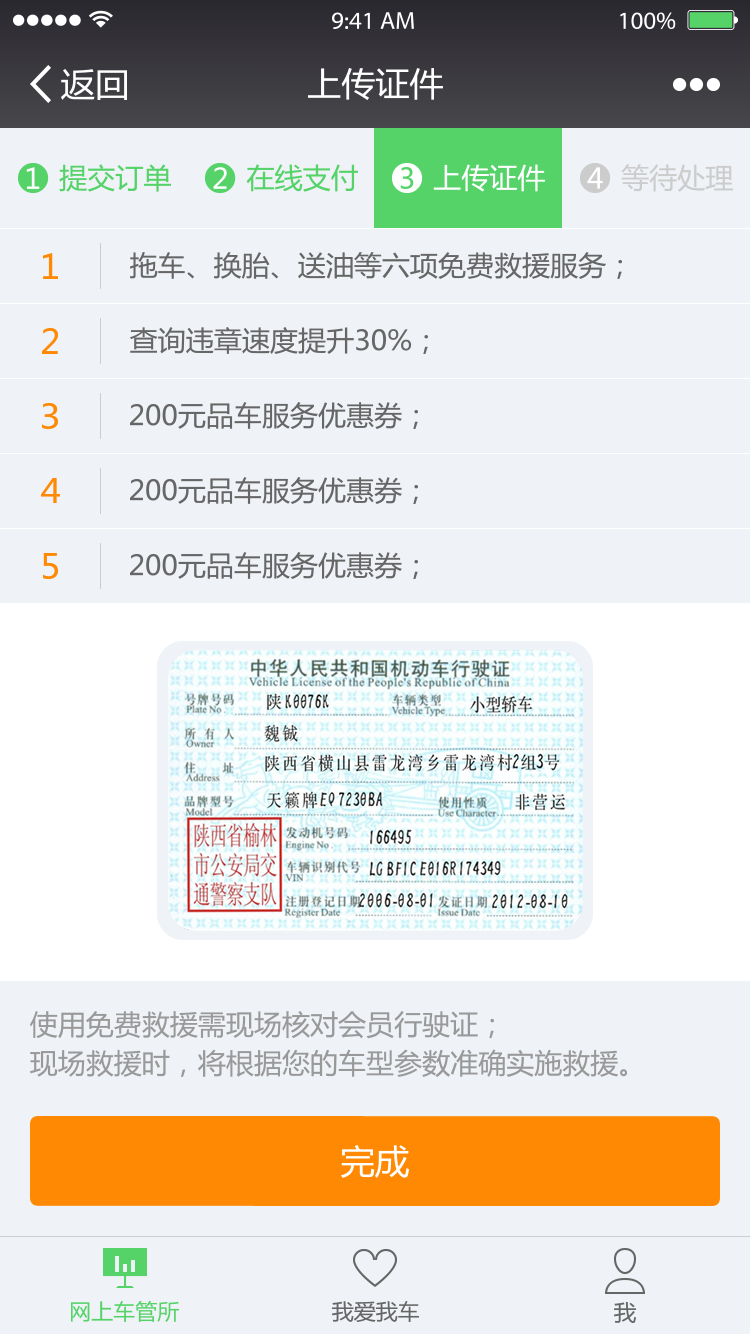 9:41 AM 100%
返回 上传证件
1 提交订单 2 在线支付 3 上传证件 4 等待处理
1 拖车、换胎、送油等六项免费救援服务；
2 查询违章速度提升30%；
3 200元品车服务优惠券；
4 200元品车服务优惠券；
5 200元品车服务优惠券；
中华人民共和国机动车行驶证
Vehicle License of the People's Republic of China
号牌号码 陕K0076K 车辆类型 小型轿车
Plate No. Vehicle Type
所有人 魏铖
Owner
住址 陕西省横山县雷龙湾乡雷龙湾村2组3号
Address
品牌型号 天籁牌EQ7230BA 使用性质 非营运
Model Use Character
陕西省榆林
市公安局交
通警察支队
发动机号码 166495
Engine No.
车辆识别代号 LGBF1CE016R174349
VIN
注册登记日期 2006-08-01 发证日期 2012-08-10
Register Date Issue Date
使用免费救援需现场核对会员行驶证；
现场救援时，将根据您的车型参数准确实施救援。
完成
网上车管所 我爱我车 我